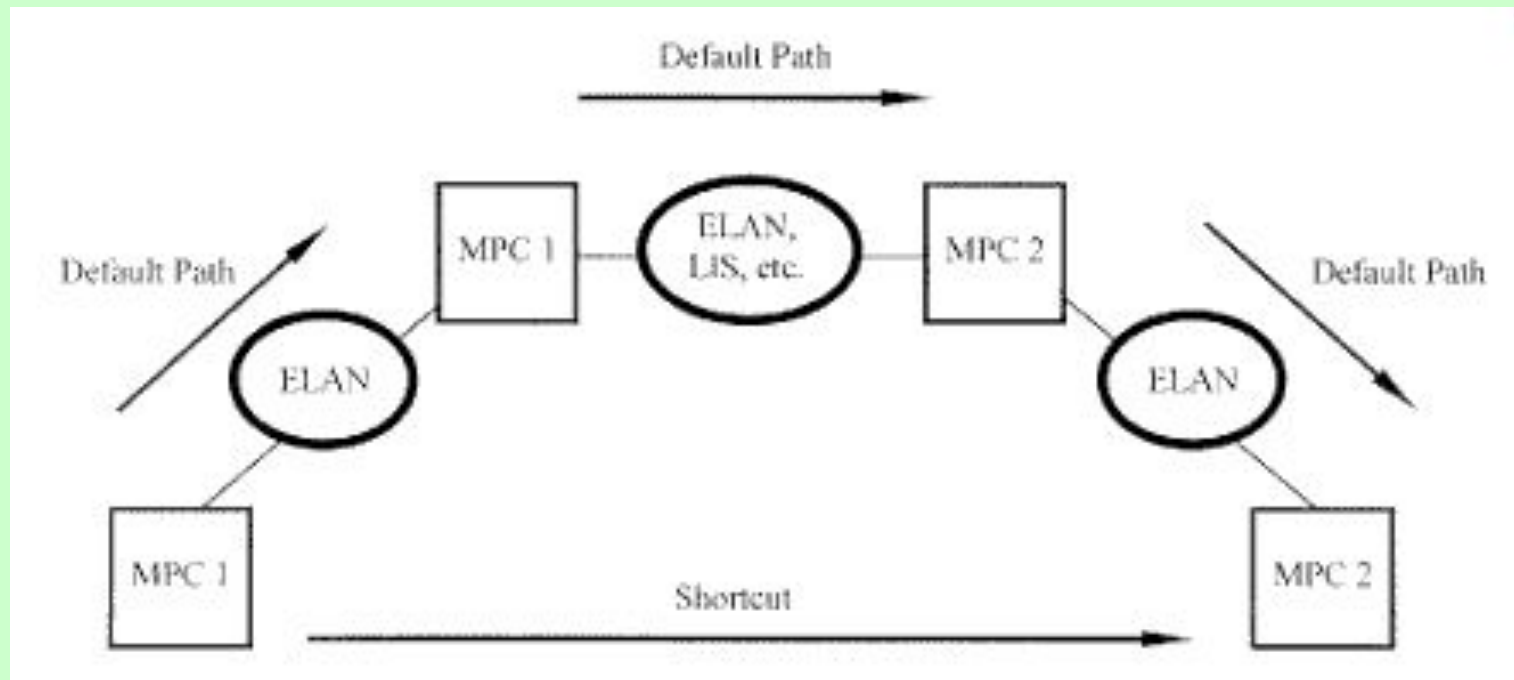 Default Path
MPC 1
ELAN,
LIS, etc.
MPC 2
Default Path
Default Path
ELAN
ELAN
MPC 1
Shortcut
MPC 2